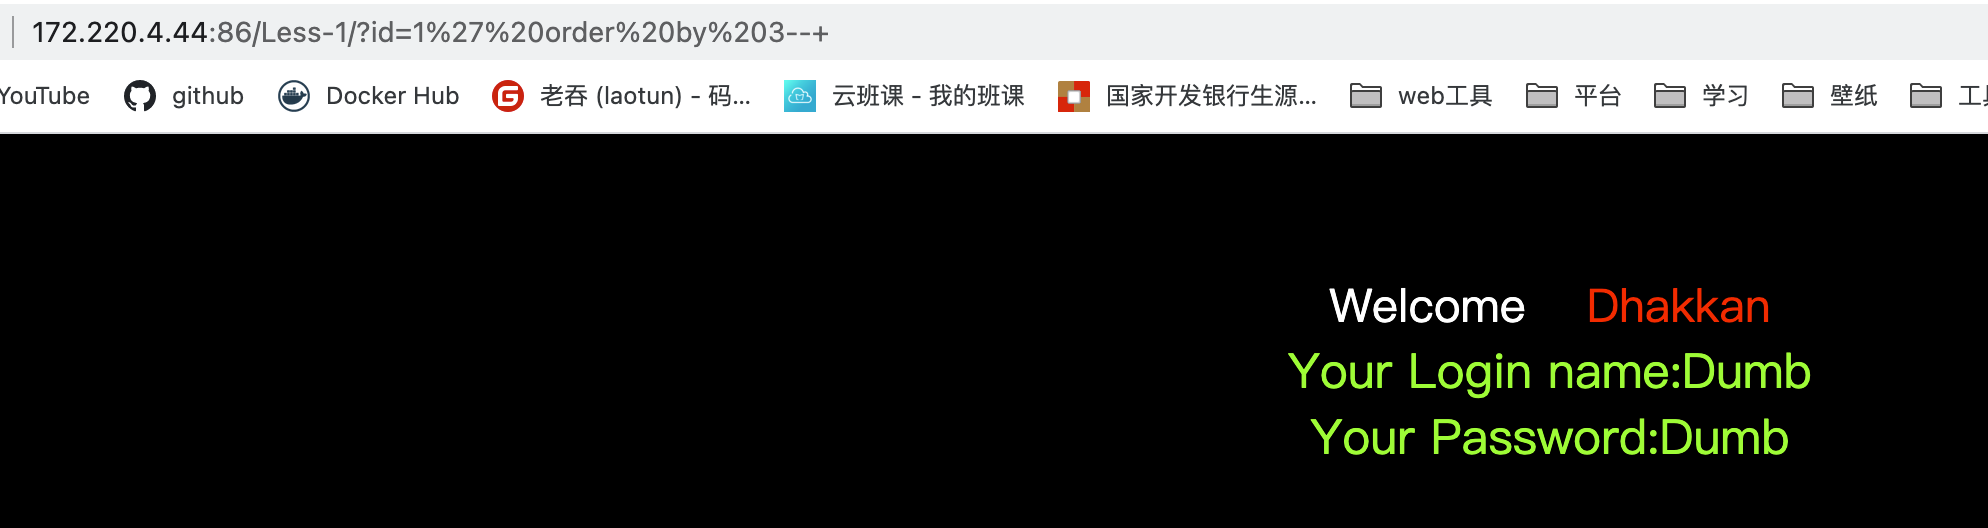 172.220.4.44:86/Less-1/?id=1%27%20order%20by%203--+
YouTube github Docker Hub 老吞 (laotun) - 码... 云班课 - 我的班课 国家开发银行生源... web工具 平台 学习 壁纸 工
Welcome Dhakkan
Your Login name:Dumb
Your Password:Dumb